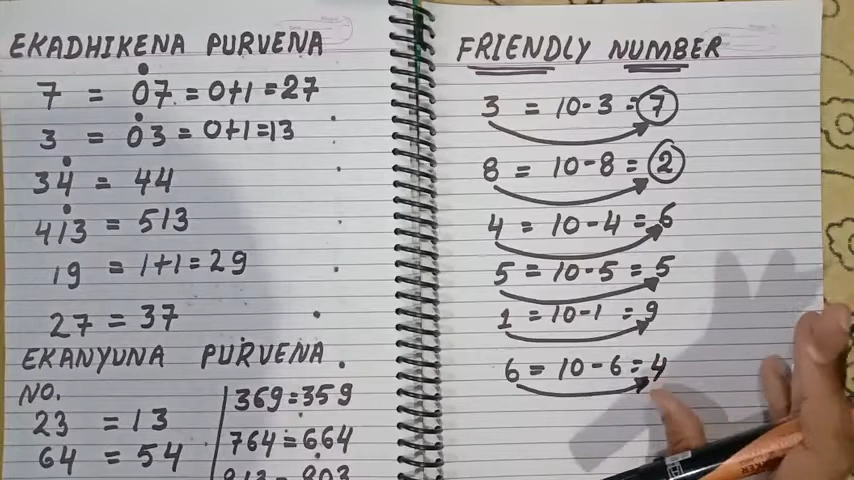 EKADHIKENA PURVENA
7 = 07 = 0+1 = 27
3 = 03 = 0+1 = 13
34 = 44
413 = 513
19 = 1+1 = 29
27 = 37
EKANYUNA PURVENA.
NO.
23 = 13
64 = 54
369 = 359
764 = 664
813 = 803
FRIENDLY NUMBER
3 = 10-3 = 7
8 = 10-8 = 2
4 = 10-4 = 6
5 = 10-5 = 5
1 = 10-1 = 9
6 = 10-6 = 4